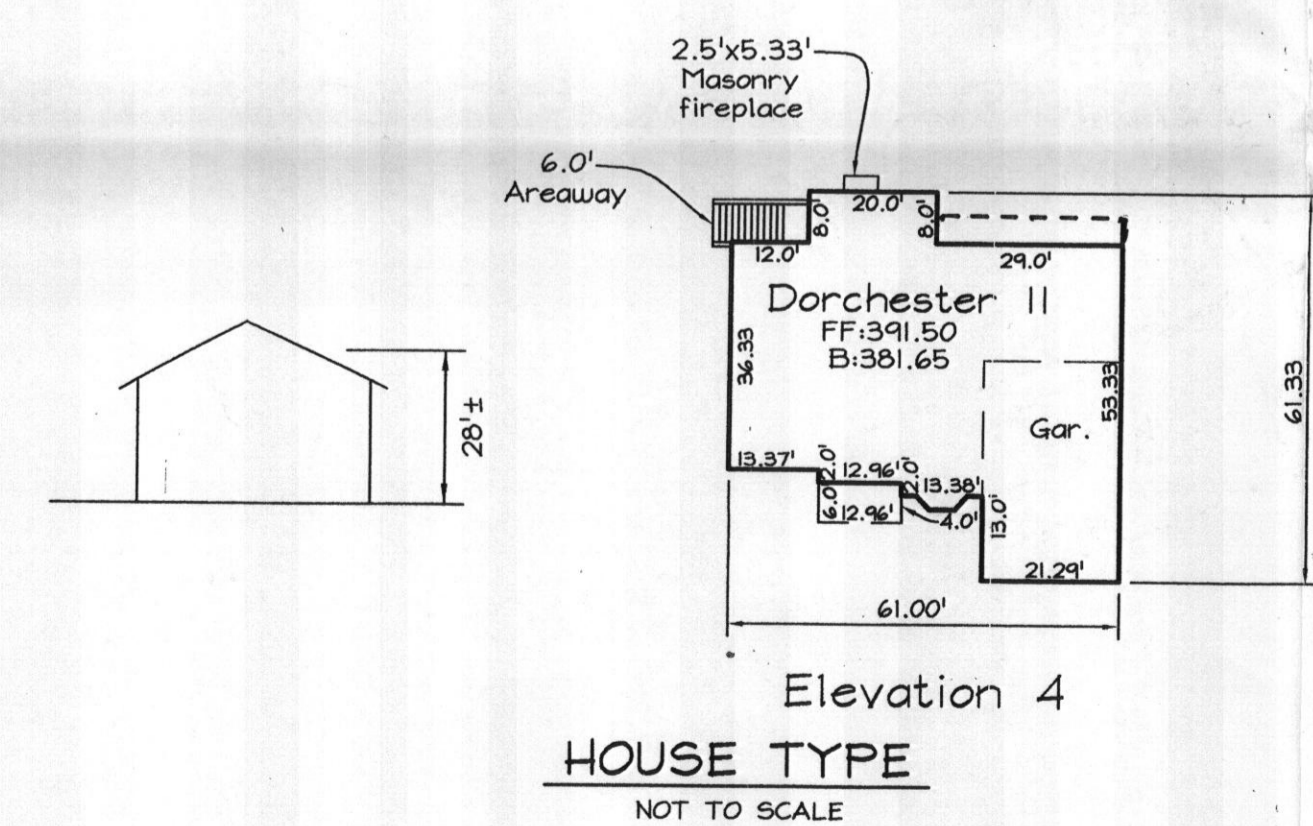 2.5'x5.33'
Masonry
fireplace
6.0'
Areaway
8.0'
20.0'
8.0'
12.0'
29.0'
Dorchester II
FF:391.50
B:381.65
36.33
53.33
61.33
Gar.
28'±
13.37'
2.0'
12.96'
2.0'
13.38'
6.0'
12.96'
4.0'
13.0'
21.29'
61.00'
Elevation 4
HOUSE TYPE
NOT TO SCALE